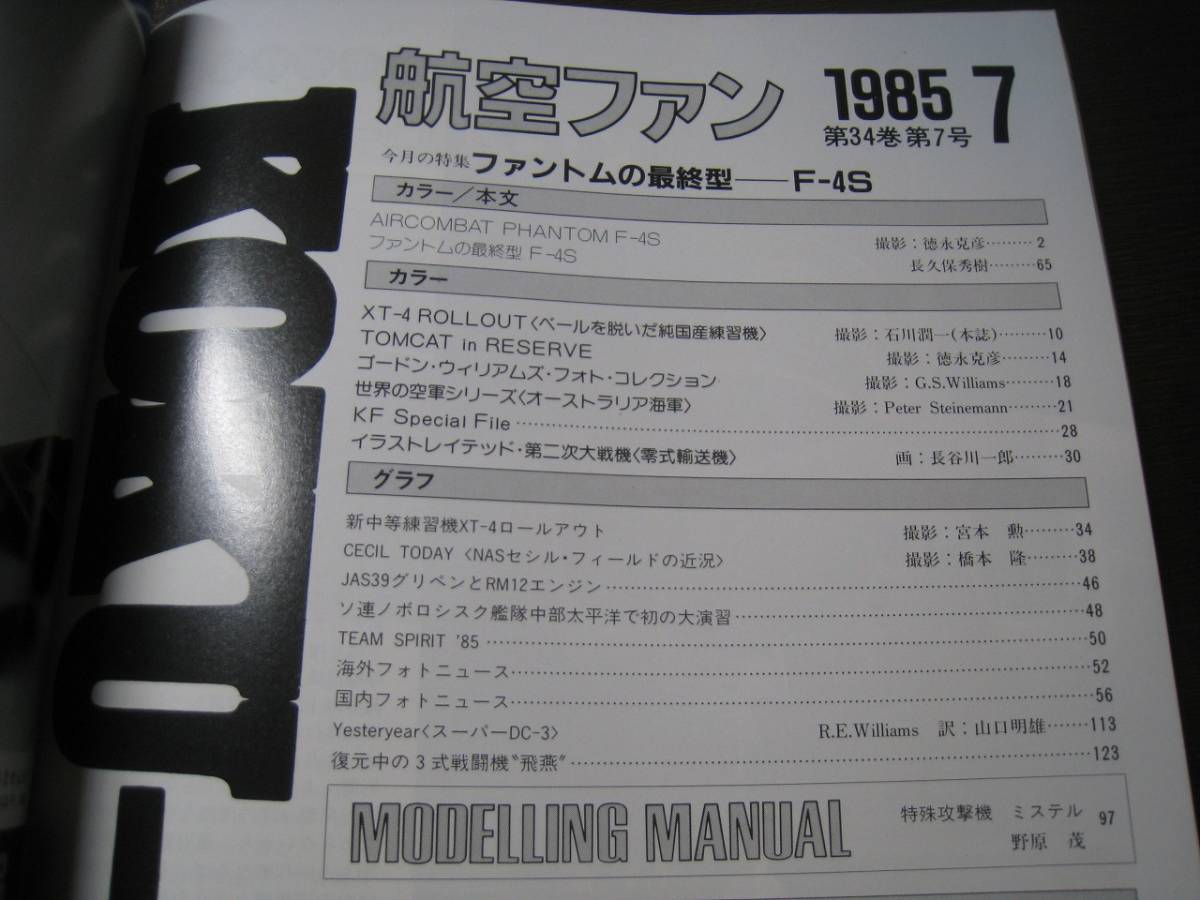 航空ファン 1985 7
第34巻第7号
今月の特集 ファントムの最終型——F-4S
カラー／本文
AIRCOMBAT PHANTOM F-4S 撮影：徳永克彦………2
ファントムの最終型 F-4S 長久保秀樹………65
カラー
XT-4 ROLLOUT〈ベールを脱いだ純国産練習機〉 撮影：石川潤一(本誌)………10
TOMCAT in RESERVE 撮影：徳永克彦………14
ゴードン・ウィリアムズ・フォト・コレクション 撮影：G.S.Williams………18
世界の空軍シリーズ〈オーストラリア海軍〉 撮影：Peter Steinemann………21
KF Special File………28
イラストレイテッド・第二次大戦機〈零式輸送機〉 画：長谷川一郎………30
グラフ
新中等練習機XT-4ロールアウト 撮影：宮本 勲………34
CECIL TODAY 〈NASセシル・フィールドの近況〉 撮影：橋本 隆………38
JAS39グリペンとRM12エンジン………46
ソ連ノボロシスク艦隊中部太平洋で初の大演習………48
TEAM SPIRIT '85………50
海外フォトニュース………52
国内フォトニュース………56
Yesteryear〈スーパーDC-3〉 R.E.Williams 訳：山口明雄………113
復元中の3式戦闘機〝飛燕〟………123
MODELLING MANUAL 特殊攻撃機 ミステル 97
野原 茂